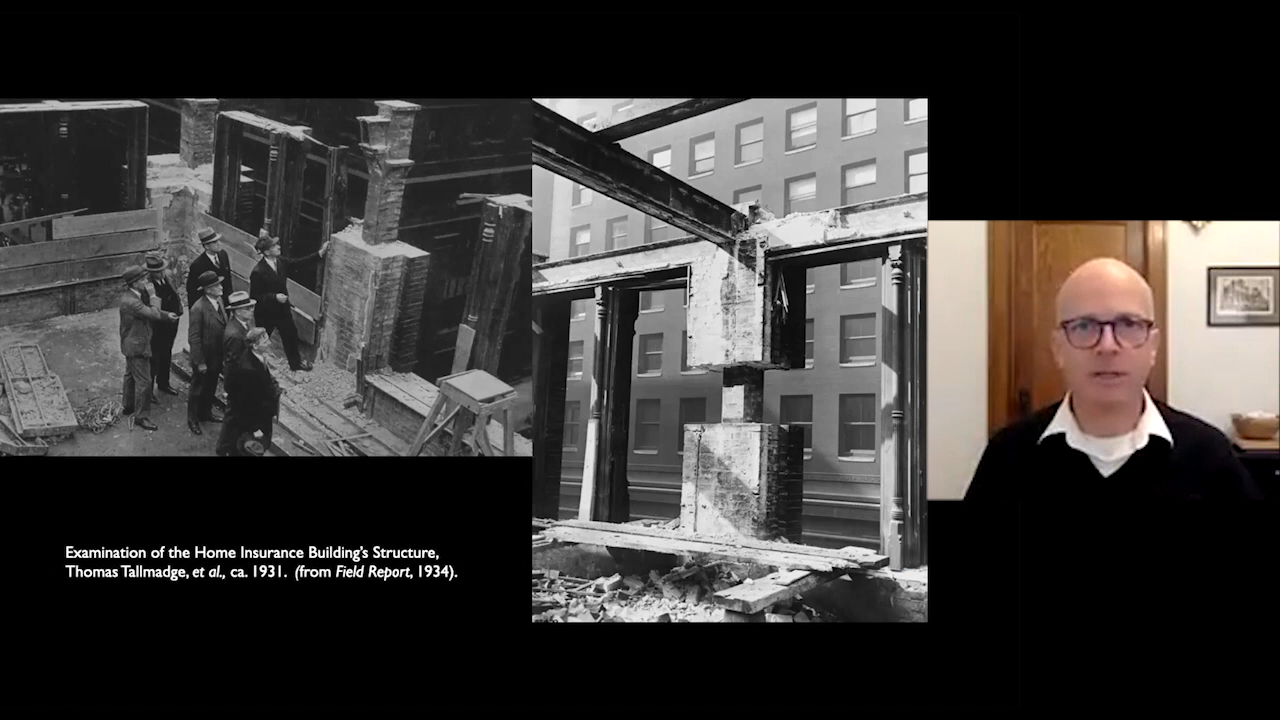 Examination of the Home Insurance Building's Structure,
Thomas Tallmadge, et al., ca. 1931. (from Field Report, 1934).